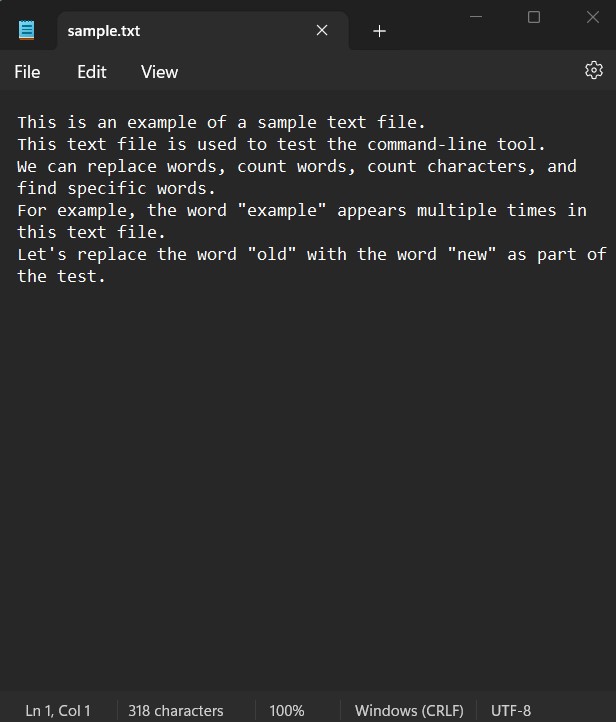 sample.txt
File Edit View
This is an example of a sample text file.
This text file is used to test the command-line tool.
We can replace words, count words, count characters, and
find specific words.
For example, the word "example" appears multiple times in
this text file.
Let's replace the word "old" with the word "new" as part of
the test.
Ln 1, Col 1 318 characters 100% Windows (CRLF) UTF-8